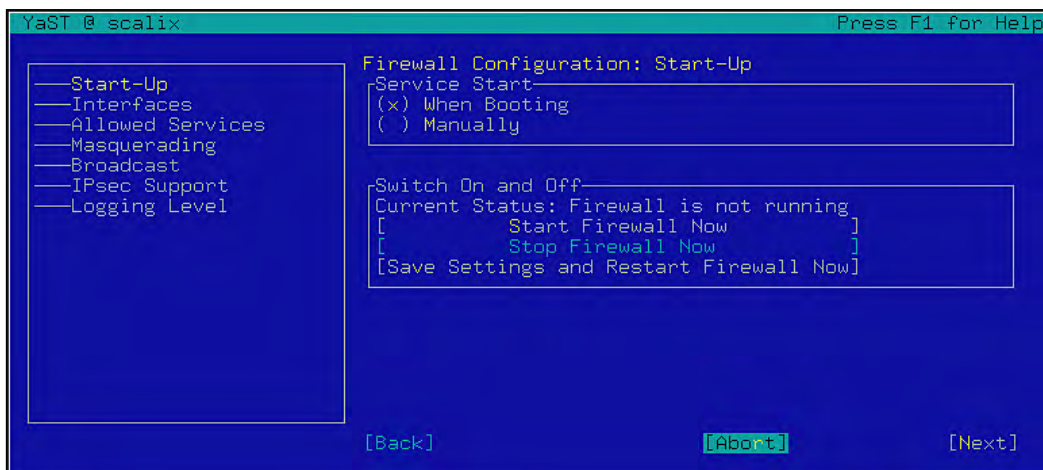 YaST @ scalix Press F1 for Help
Start-Up
Interfaces
Allowed Services
Masquerading
Broadcast
IPsec Support
Logging Level
Firewall Configuration: Start-Up
Service Start
(x) When Booting
( ) Manually
Switch On and Off
Current Status: Firewall is not running
[ Start Firewall Now ]
[ Stop Firewall Now ]
[Save Settings and Restart Firewall Now]
[Back] [Abort] [Next]